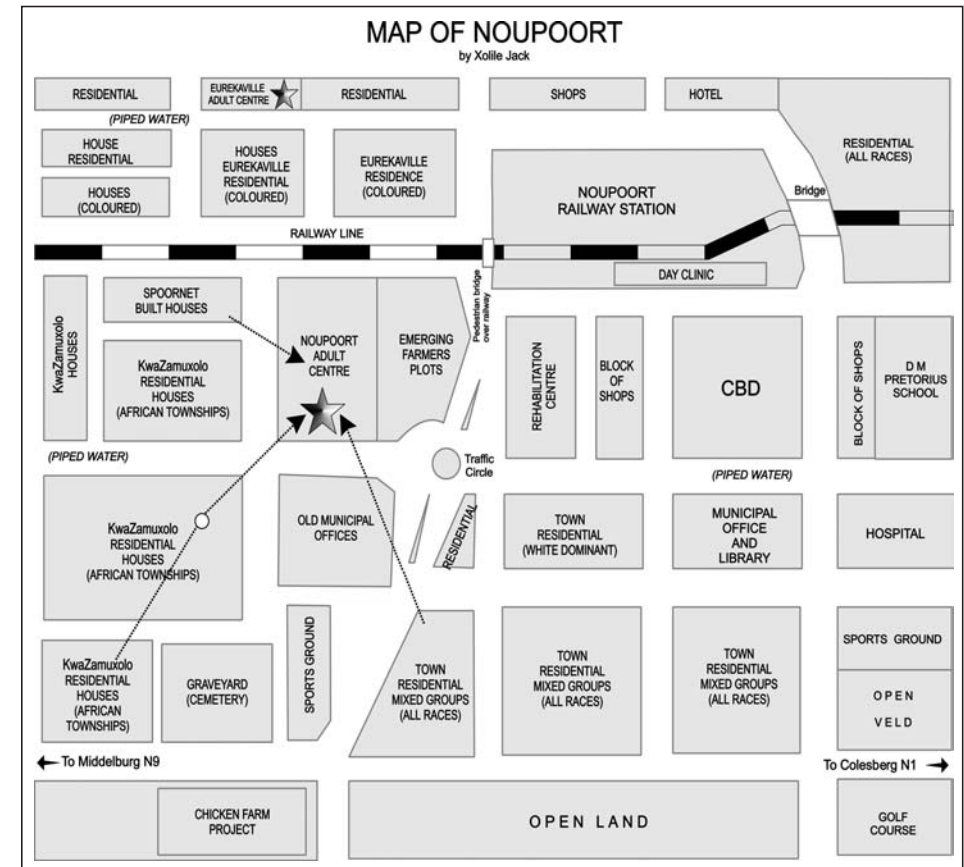 MAP OF NOUPOORT
by Xolile Jack
RESIDENTIAL
EUREKAVILLE
ADULT CENTRE
RESIDENTIAL
SHOPS
HOTEL
(PIPED WATER)
RESIDENTIAL
(ALL RACES)
HOUSE
RESIDENTIAL
HOUSES
(COLOURED)
HOUSES
EUREKAVILLE
RESIDENTIAL
(COLOURED)
EUREKAVILLE
RESIDENCE
(COLOURED)
NOUPOORT
RAILWAY STATION
Bridge
RAILWAY LINE
DAY CLINIC
Pedestrian bridge
over railway
KwaZamuxolo
HOUSES
SPOORNET
BUILT HOUSES
KwaZamuxolo
RESIDENTIAL
HOUSES
(AFRICAN TOWNSHIPS)
NOUPOORT
ADULT
CENTRE
EMERGING
FARMERS
PLOTS
REHABILITATION
CENTRE
BLOCK
OF
SHOPS
CBD
BLOCK OF SHOPS
D M
PRETORIUS
SCHOOL
(PIPED WATER)
Traffic
Circle
(PIPED WATER)
KwaZamuxolo
RESIDENTIAL
HOUSES
(AFRICAN TOWNSHIPS)
OLD MUNICIPAL
OFFICES
RESIDENTIAL
TOWN
RESIDENTIAL
(WHITE DOMINANT)
MUNICIPAL
OFFICE
AND
LIBRARY
HOSPITAL
KwaZamuxolo
RESIDENTIAL
HOUSES
(AFRICAN
TOWNSHIPS)
GRAVEYARD
(CEMETERY)
SPORTS GROUND
TOWN
RESIDENTIAL
MIXED GROUPS
(ALL RACES)
TOWN
RESIDENTIAL
MIXED GROUPS
(ALL RACES)
TOWN
RESIDENTIAL
MIXED GROUPS
(ALL RACES)
SPORTS GROUND
OPEN
VELD
To Middelburg N9
To Colesberg N1
CHICKEN FARM
PROJECT
OPEN LAND
GOLF
COURSE